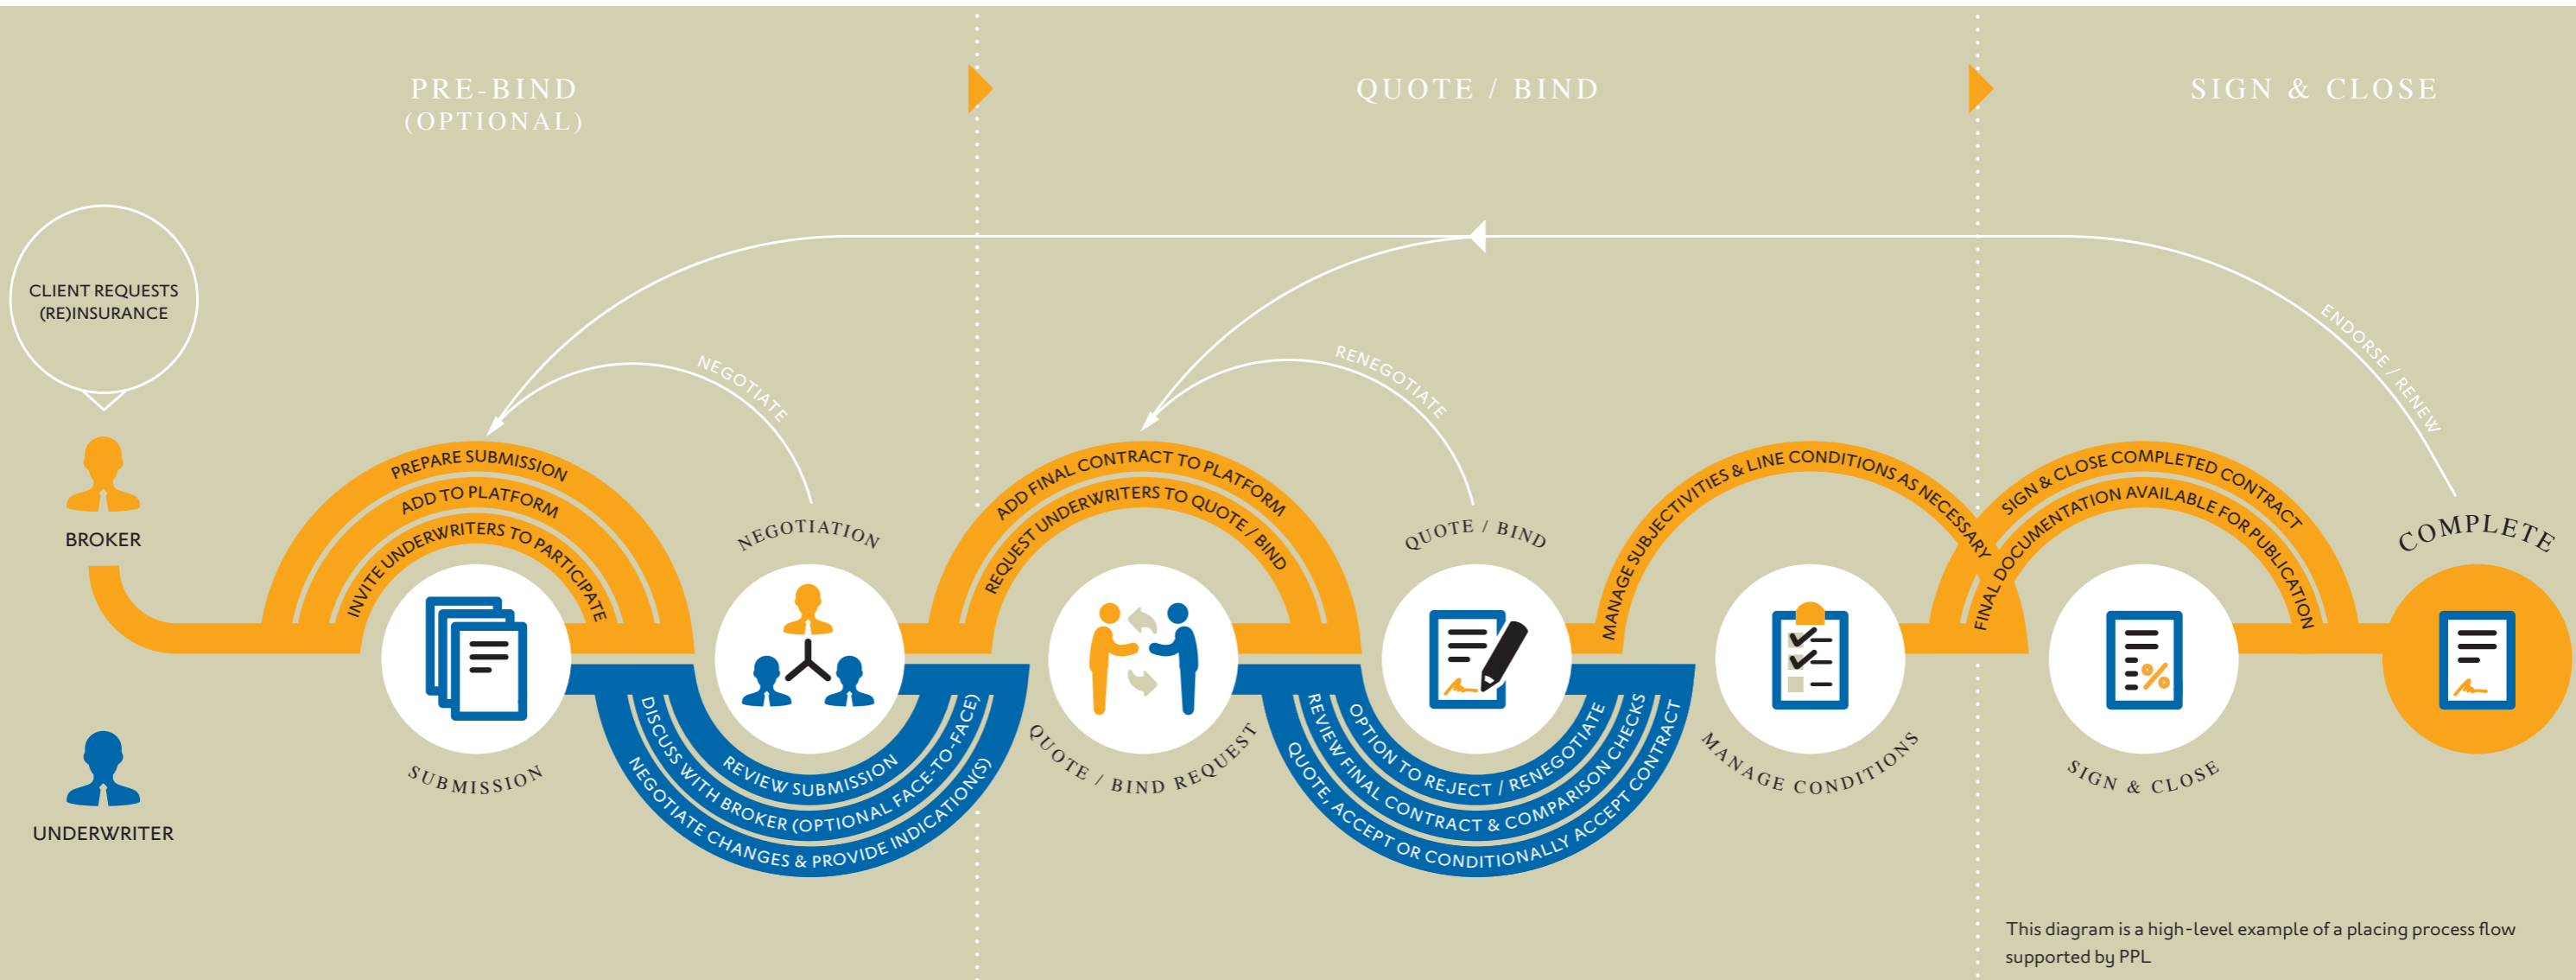 PRE-BIND
(OPTIONAL)
QUOTE / BIND
SIGN & CLOSE
CLIENT REQUESTS
(RE)INSURANCE
BROKER
UNDERWRITER
PREPARE SUBMISSION
ADD TO PLATFORM
INVITE UNDERWRITERS TO PARTICIPATE
SUBMISSION
NEGOTIATE
NEGOTIATION
REVIEW SUBMISSION
DISCUSS WITH BROKER (OPTIONAL FACE-TO-FACE)
NEGOTIATE CHANGES & PROVIDE INDICATION(S)
ADD FINAL CONTRACT TO PLATFORM
REQUEST UNDERWRITERS TO QUOTE / BIND
QUOTE / BIND REQUEST
RENEGOTIATE
QUOTE / BIND
OPTION TO REJECT / RENEGOTIATE
REVIEW FINAL CONTRACT & COMPARISON CHECKS
QUOTE, ACCEPT OR CONDITIONALLY ACCEPT CONTRACT
MANAGE SUBJECTIVITIES & LINE CONDITIONS AS NECESSARY
MANAGE CONDITIONS
SIGN & CLOSE COMPLETED CONTRACT
FINAL DOCUMENTATION AVAILABLE FOR PUBLICATION
%
SIGN & CLOSE
ENDORSE / RENEW
COMPLETE
This diagram is a high-level example of a placing process flow
supported by PPL